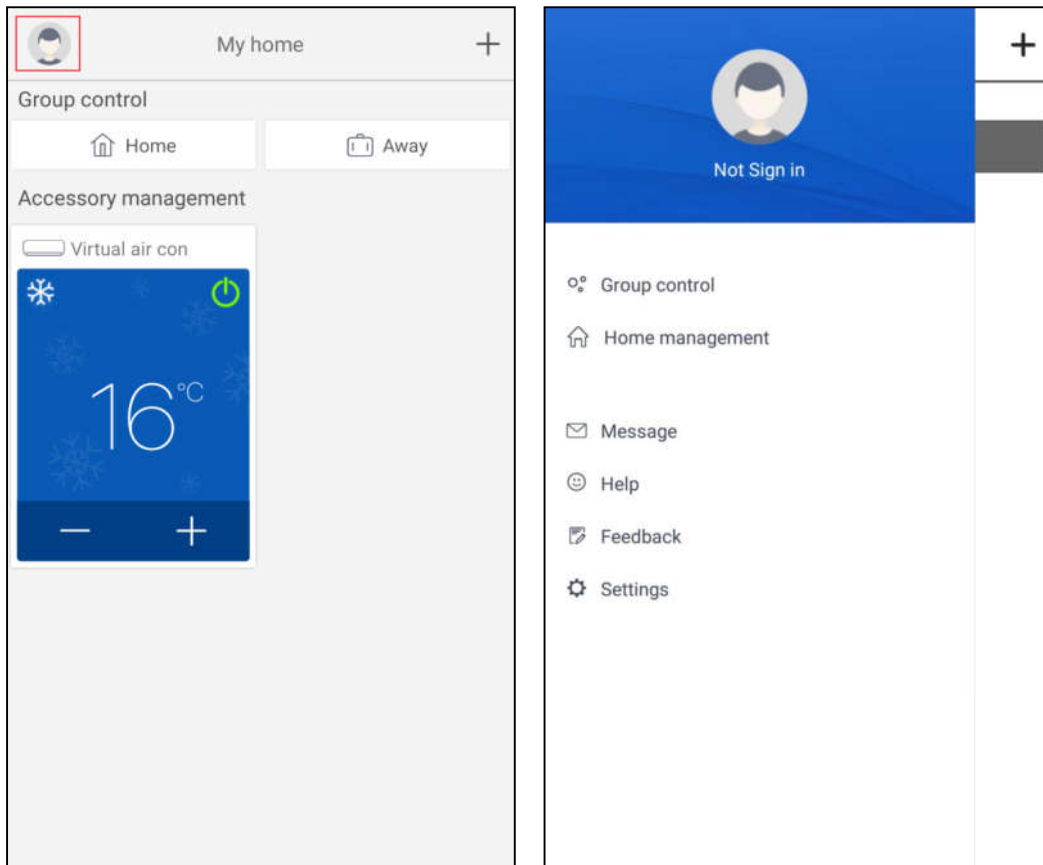 My home
Group control
Home
Away
Accessory management
Virtual air con
16°C
Not Sign in
Group control
Home management
Message
Help
Feedback
Settings